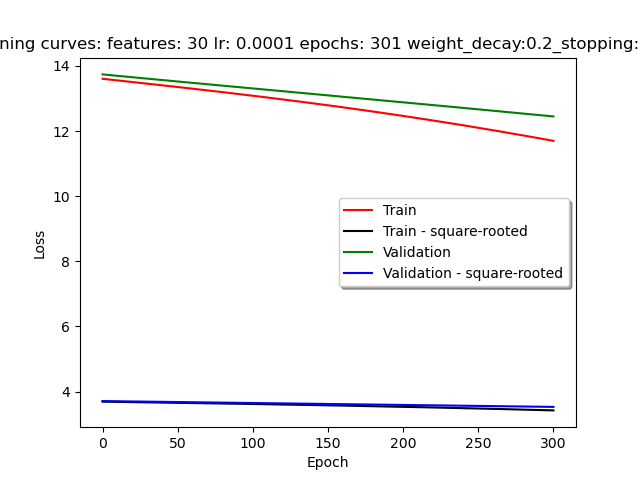 ning curves: features: 30 lr: 0.0001 epochs: 301 weight_decay:0.2_stopping:
14
12
10
8
6
4
Loss
Train
Train - square-rooted
Validation
Validation - square-rooted
0 50 100 150 200 250 300
Epoch